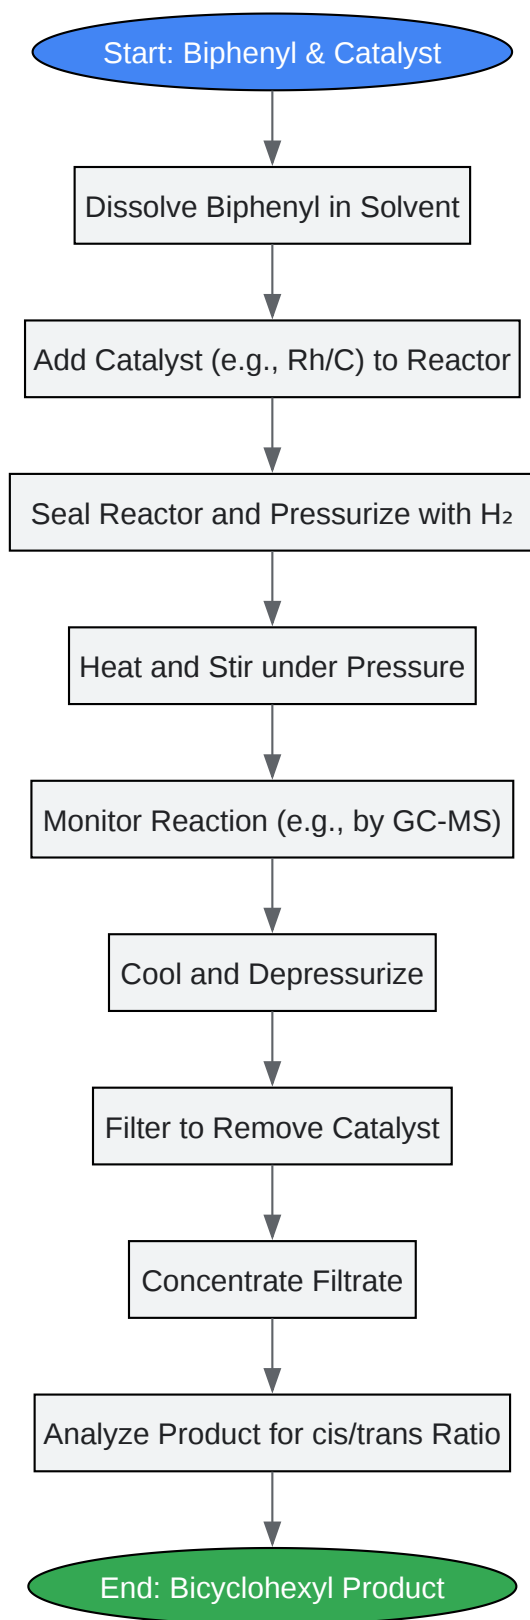 Start: Biphenyl & Catalyst
Dissolve Biphenyl in Solvent
Add Catalyst (e.g., Rh/C) to Reactor
Seal Reactor and Pressurize with H₂
Heat and Stir under Pressure
Monitor Reaction (e.g., by GC-MS)
Cool and Depressurize
Filter to Remove Catalyst
Concentrate Filtrate
Analyze Product for cis/trans Ratio
End: Bicyclohexyl Product